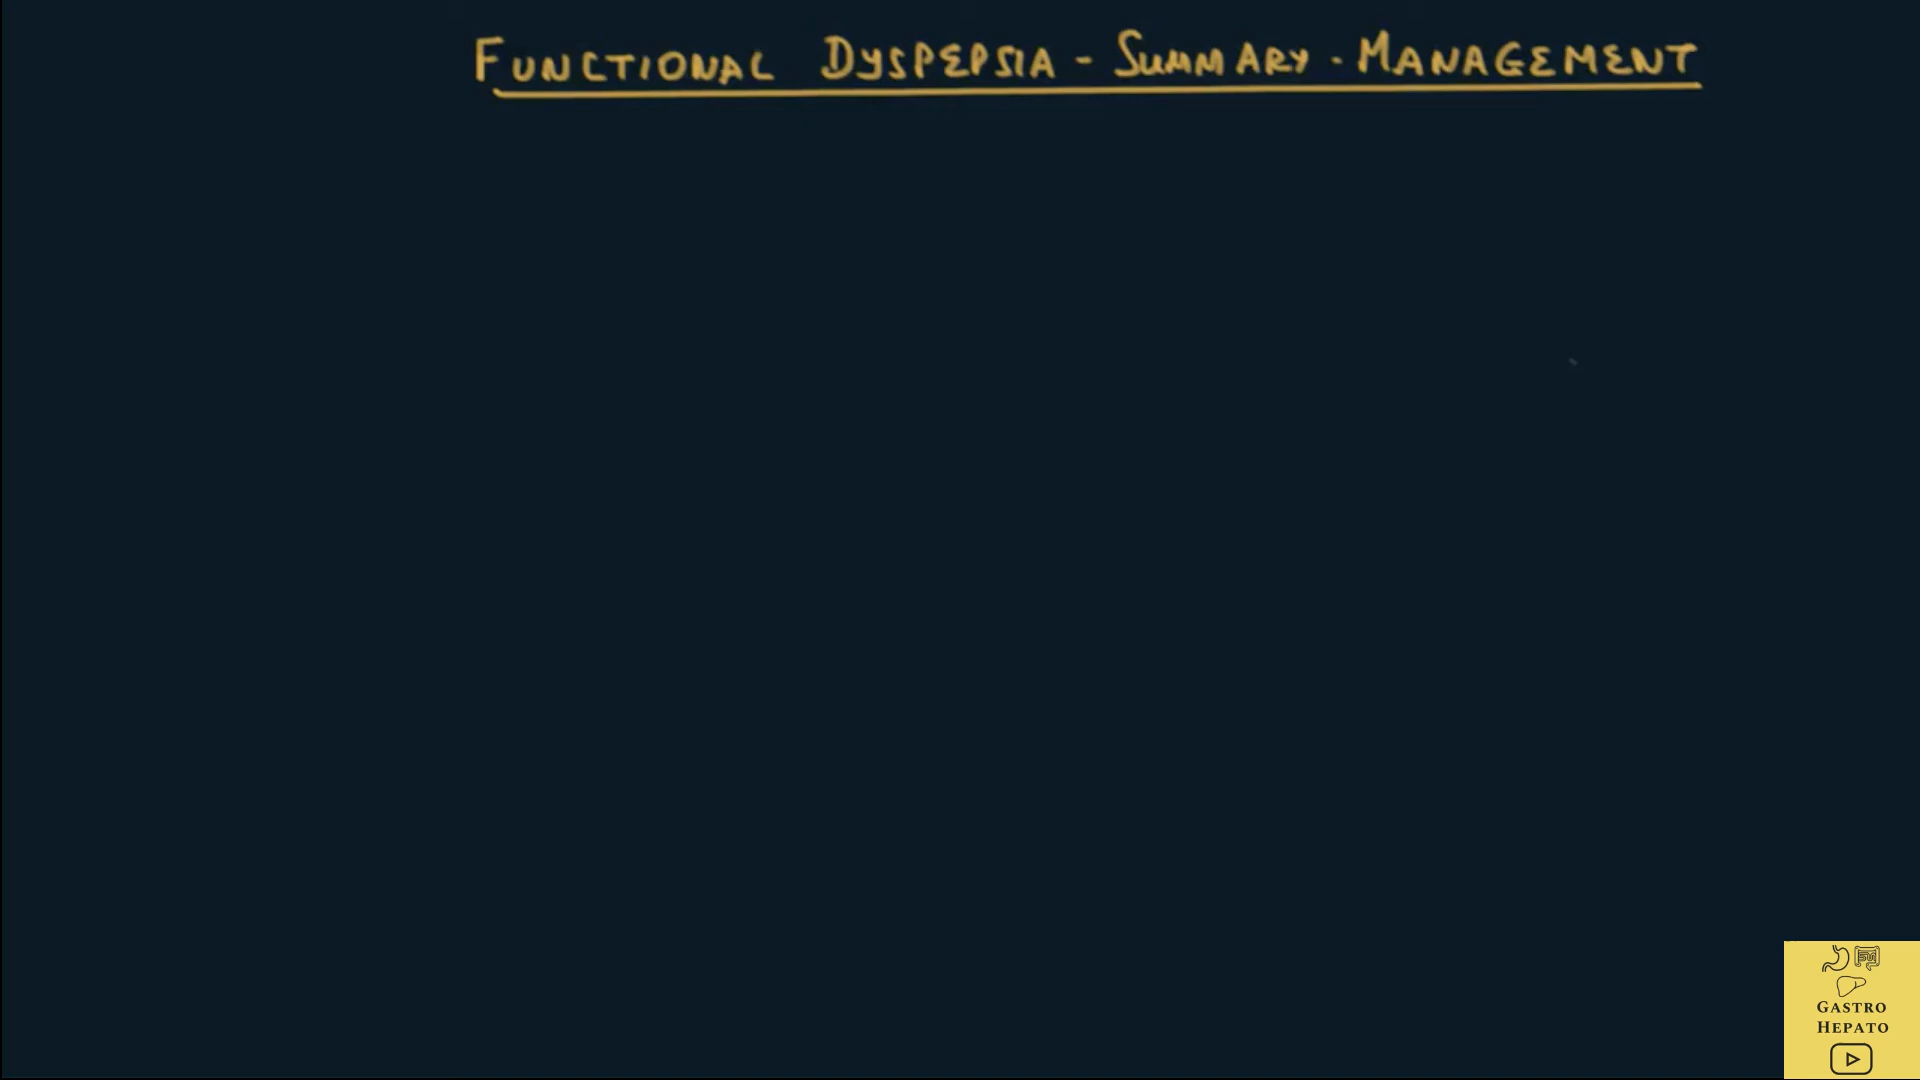 FUNCTIONAL DYSPEPSIA - SUMMARY - MANAGEMENT
GASTRO
HEPATO